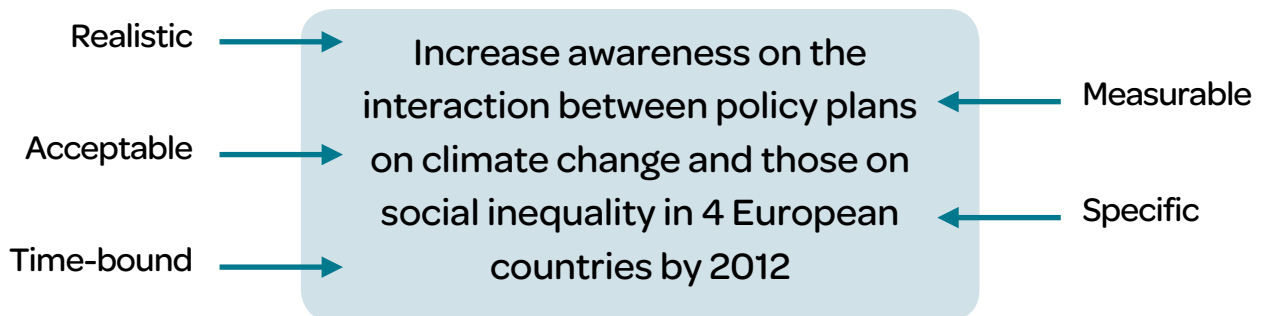 Realistic
Acceptable
Time-bound
Increase awareness on the
interaction between policy plans
on climate change and those on
social inequality in 4 European
countries by 2012
Measurable
Specific